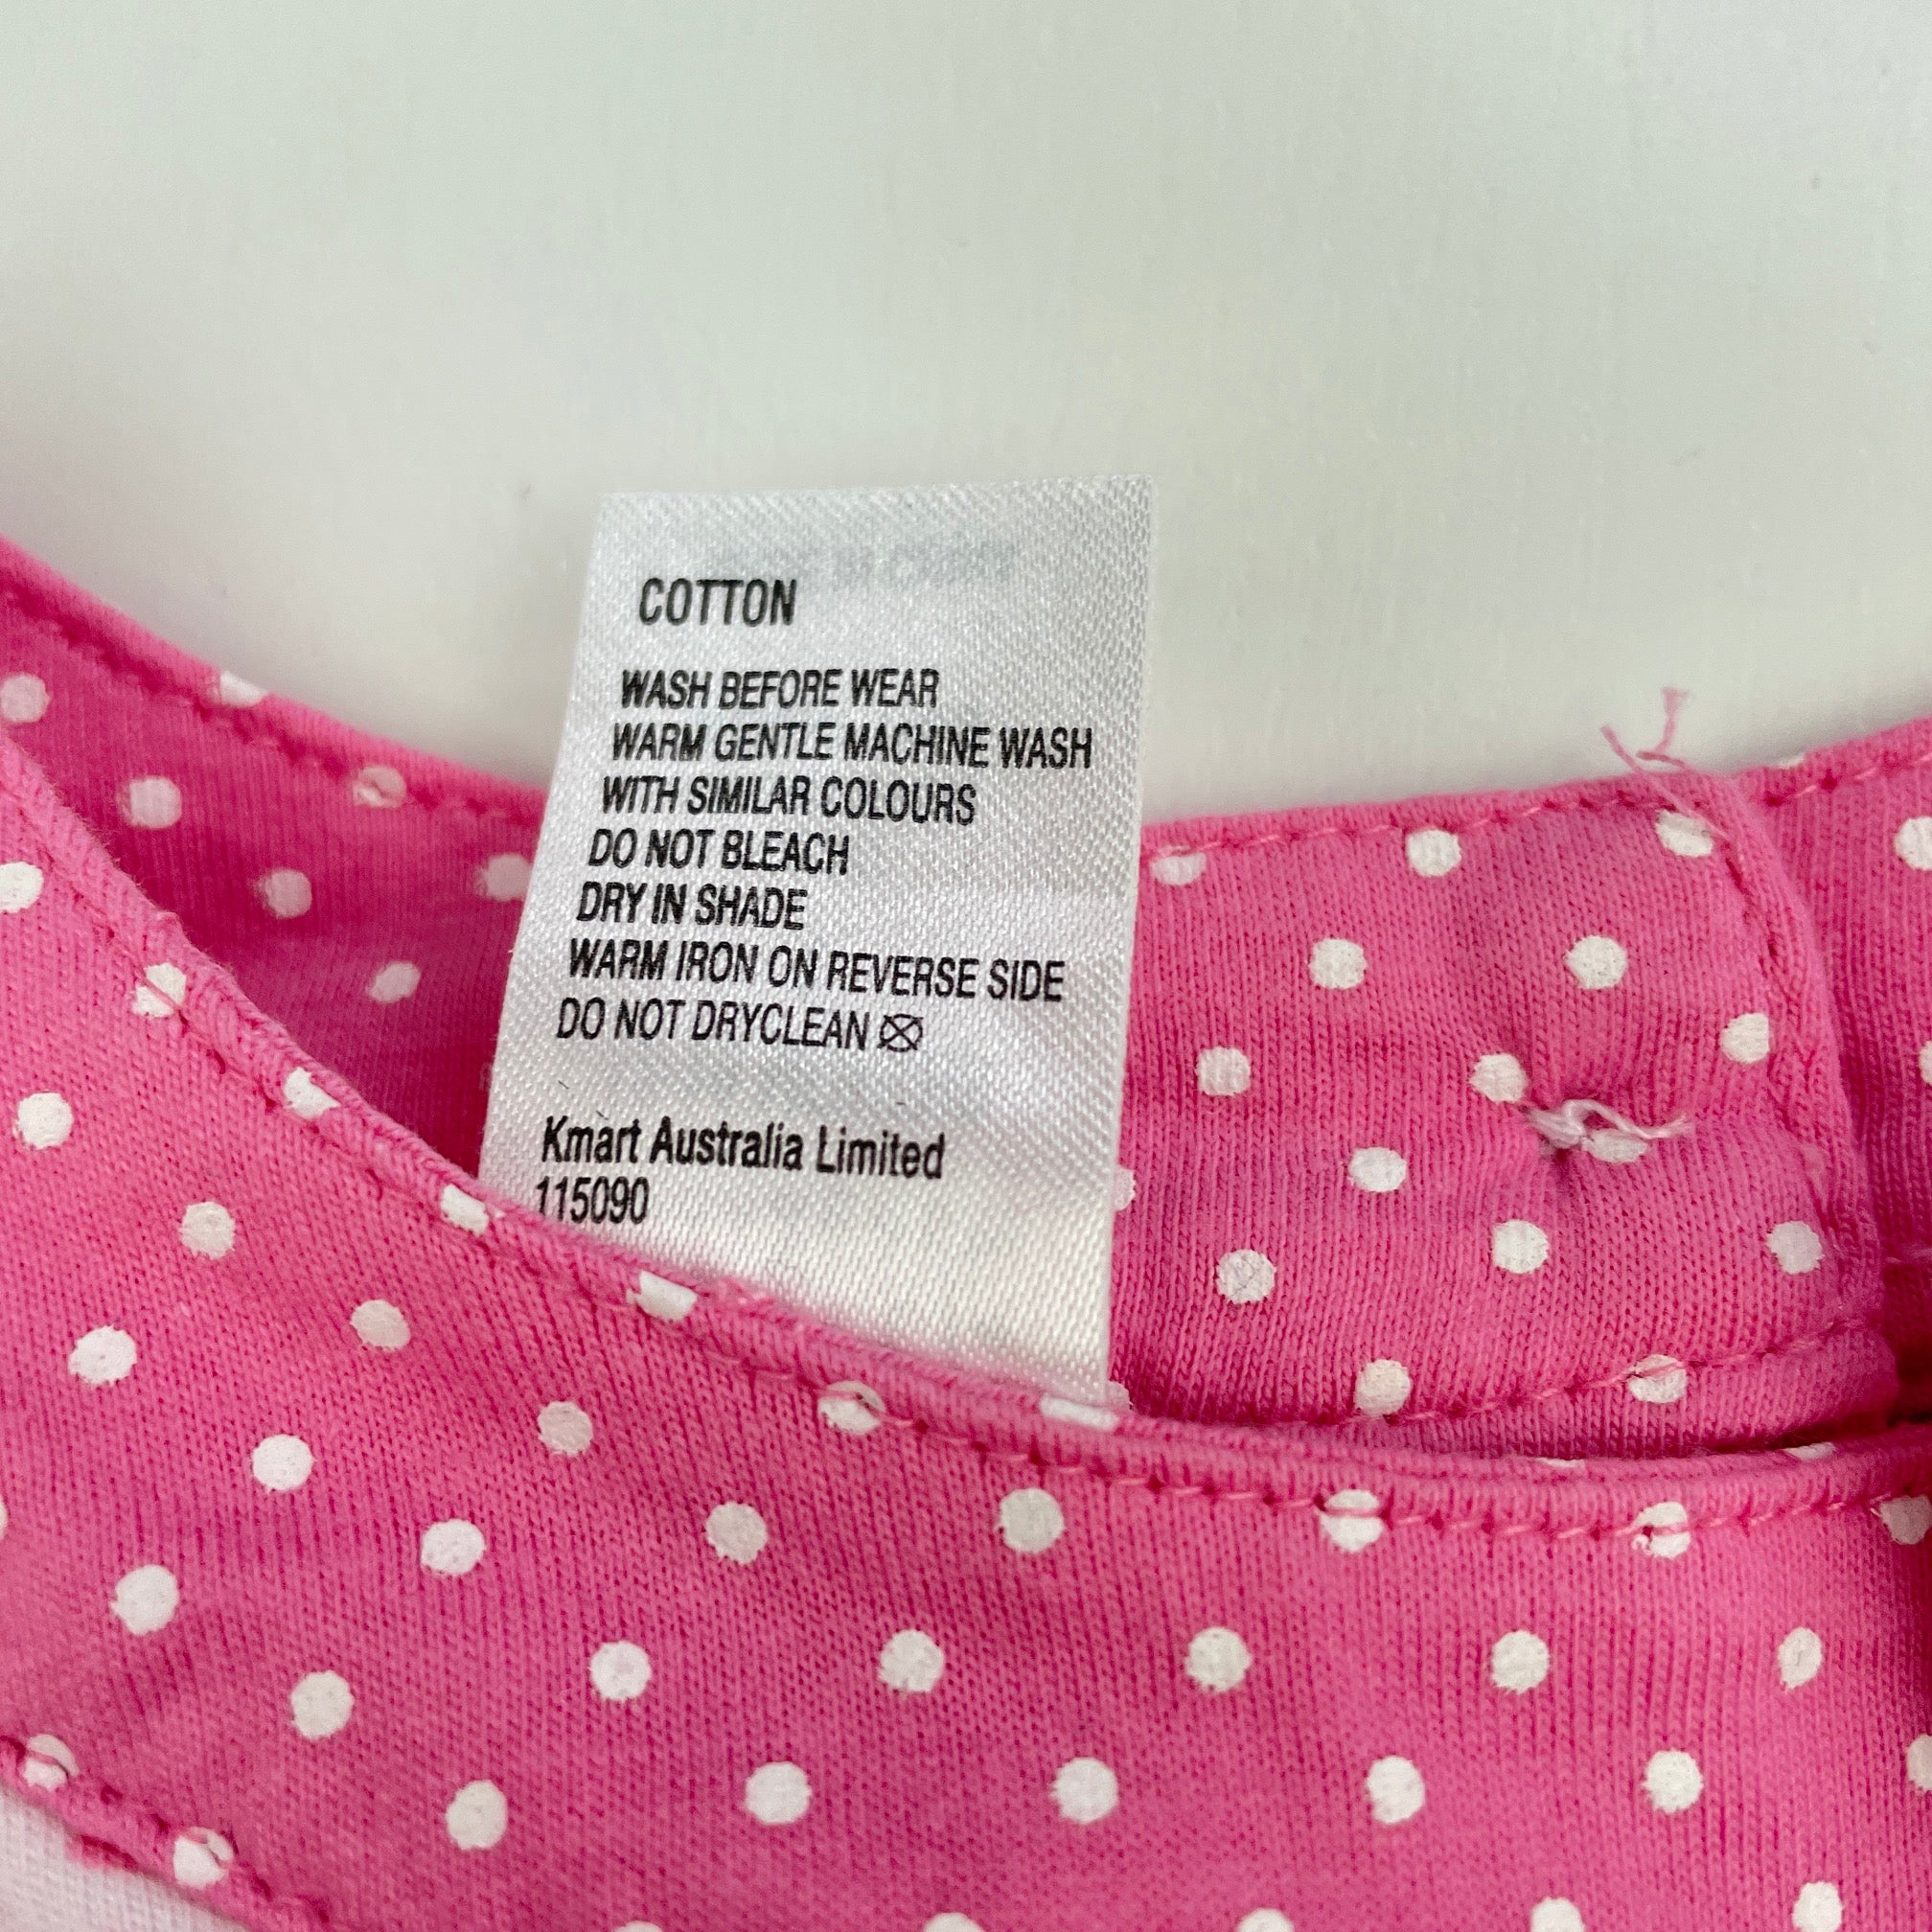 COTTON
WASH BEFORE WEAR
WARM GENTLE MACHINE WASH
WITH SIMILAR COLOURS
DO NOT BLEACH
DRY IN SHADE
WARM IRON ON REVERSE SIDE
DO NOT DRYCLEAN
Kmart Australia Limited
115090